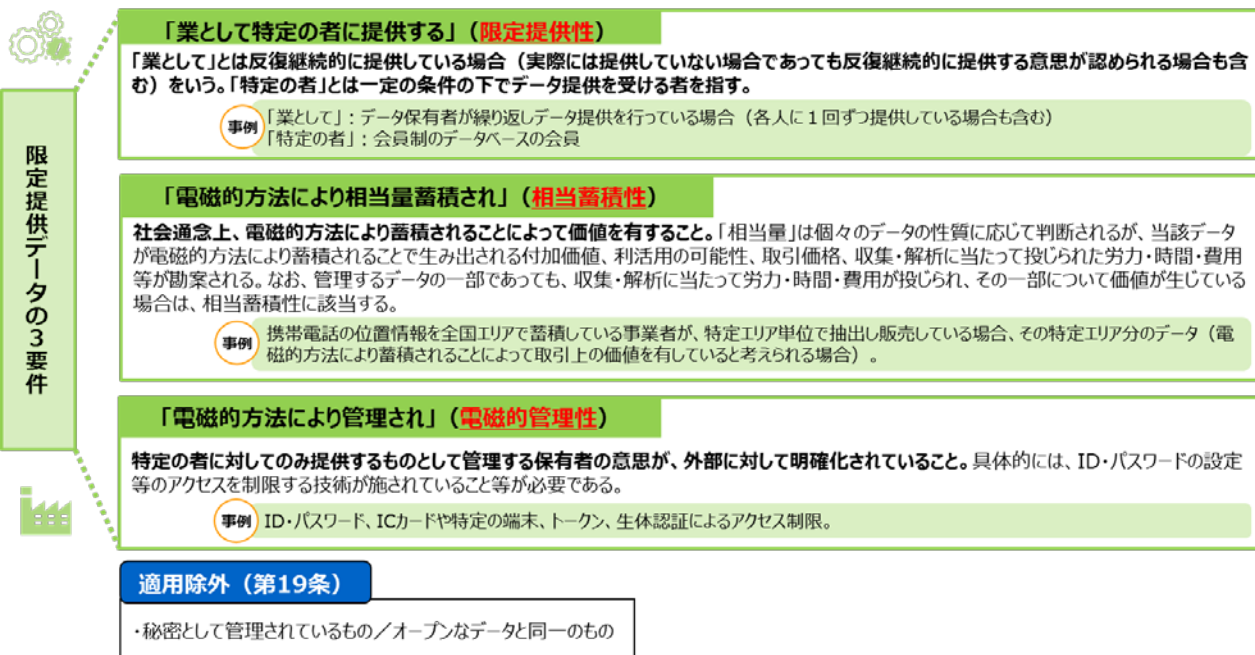 限定提供データの3要件
「業として特定の者に提供する」（限定提供性）
「業として」とは反復継続的に提供している場合（実際には提供していない場合であっても反復継続的に提供する意思が認められる場合も含
む）をいう。「特定の者」とは一定の条件の下でデータ提供を受ける者を指す。
事例
「業として」：データ保有者が繰り返しデータ提供を行っている場合（各人に１回ずつ提供している場合も含む）
「特定の者」：会員制のデータベースの会員
「電磁的方法により相当量蓄積され」（相当蓄積性）
社会通念上、電磁的方法により蓄積されることによって価値を有すること。「相当量」は個々のデータの性質に応じて判断されるが、当該データ
が電磁的方法により蓄積されることで生み出される付加価値、利活用の可能性、取引価格、収集・解析に当たって投じられた労力・時間・費用
等が勘案される。なお、管理するデータの一部であっても、収集・解析に当たって労力・時間・費用が投じられ、その一部について価値が生じている
場合は、相当蓄積性に該当する。
事例
携帯電話の位置情報を全国エリアで蓄積している事業者が、特定エリア単位で抽出し販売している場合、その特定エリア分のデータ（電
磁的方法により蓄積されることによって取引上の価値を有していると考えられる場合）。
「電磁的方法により管理され」（電磁的管理性）
特定の者に対してのみ提供するものとして管理する保有者の意思が、外部に対して明確化されていること。具体的には、ID・パスワードの設定
等のアクセスを制限する技術が施されていること等が必要である。
事例
ID・パスワード、ICカードや特定の端末、トークン、生体認証によるアクセス制限。
適用除外（第19条）
・秘密として管理されているもの／オープンなデータと同一のもの